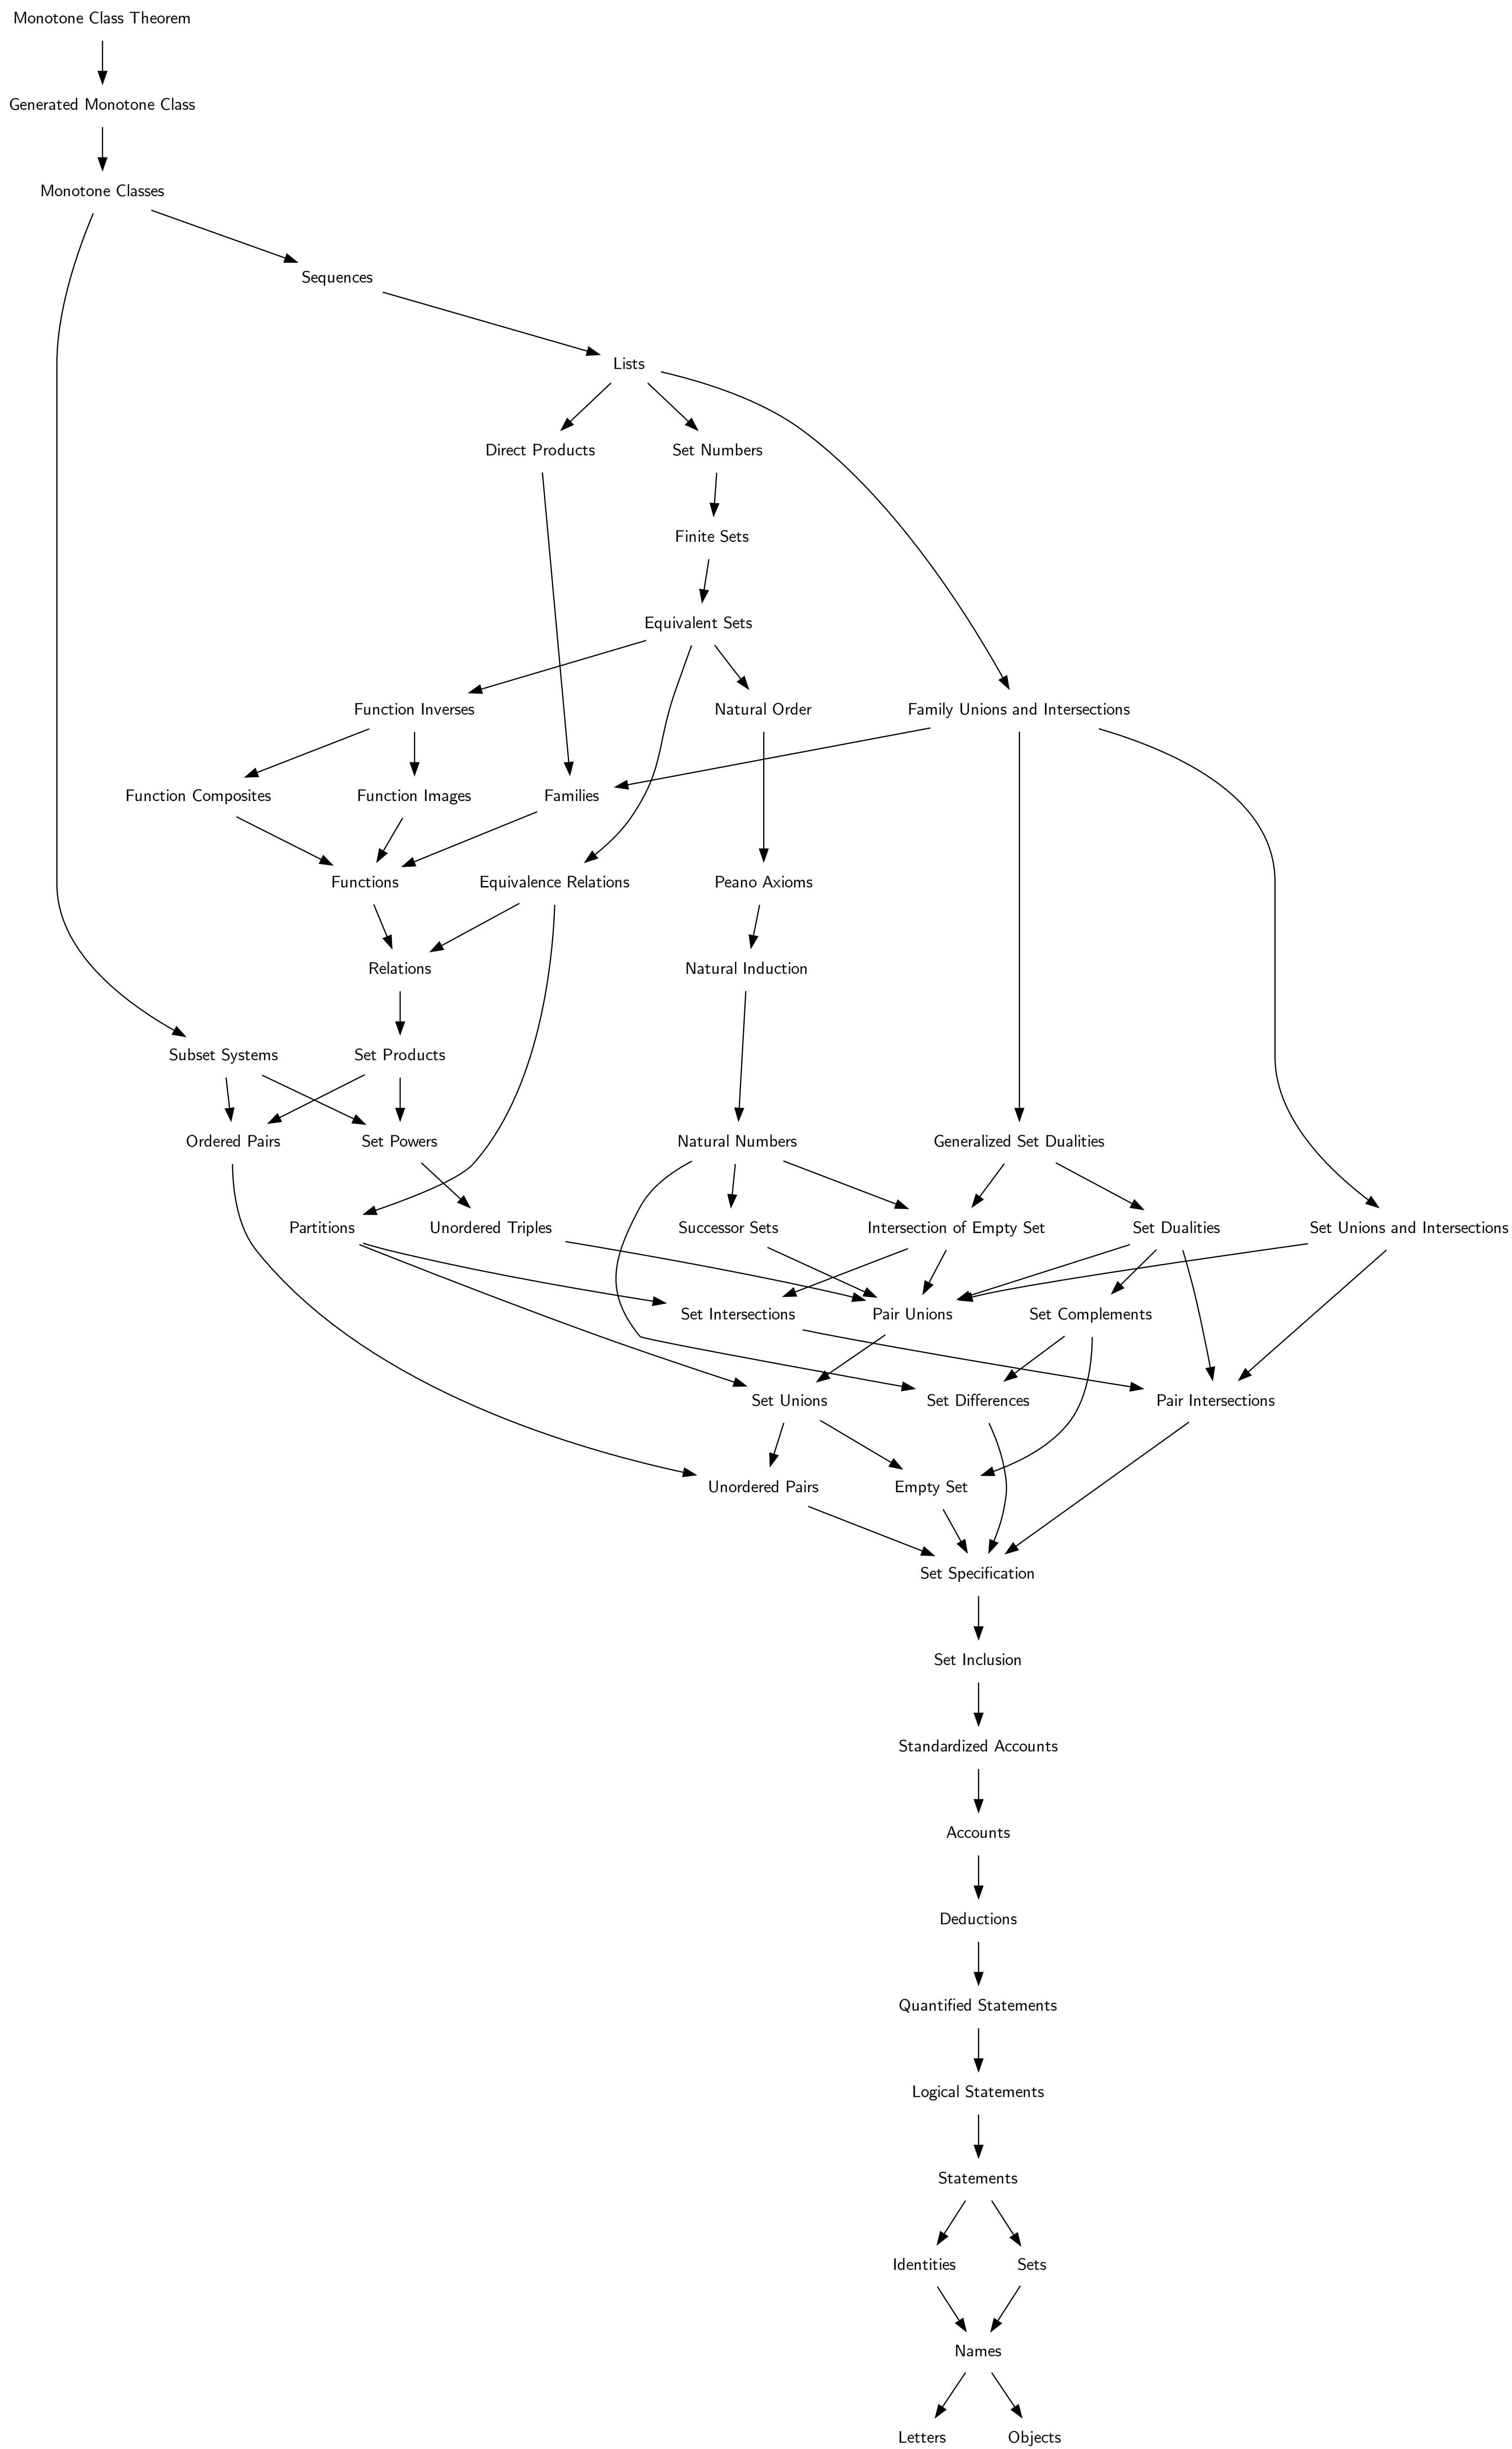 Monotone Class Theorem
Generated Monotone Class
Monotone Classes
Sequences
Lists
Direct Products
Set Numbers
Finite Sets
Equivalent Sets
Function Inverses
Natural Order
Family Unions and Intersections
Function Composites
Function Images
Families
Functions
Equivalence Relations
Peano Axioms
Relations
Natural Induction
Subset Systems
Set Products
Ordered Pairs
Set Powers
Natural Numbers
Generalized Set Dualities
Partitions
Unordered Triples
Successor Sets
Intersection of Empty Set
Set Dualities
Set Unions and Intersections
Set Intersections
Pair Unions
Set Complements
Set Unions
Set Differences
Pair Intersections
Unordered Pairs
Empty Set
Set Specification
Set Inclusion
Standardized Accounts
Accounts
Deductions
Quantified Statements
Logical Statements
Statements
Identities
Sets
Names
Letters
Objects